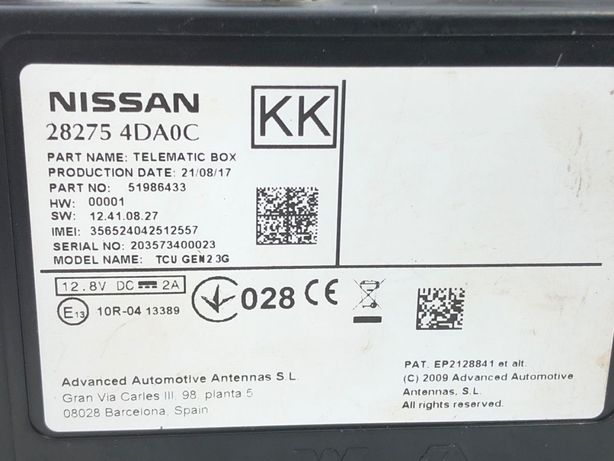 NISSAN
28275 4DA0C
KK
PART NAME: TELEMATIC BOX
PRODUCTION DATE: 21/08/17
PART NO: 51986433
HW: 00001
SW: 12.41.08.27
IMEI: 356524042512557
SERIAL NO: 203573400023
MODEL NAME: TCU GEN2 3G
12.8V DC 2A
E13 10R-04 13389
028 CE
PAT. EP2128841 et alt.
(C) 2009 Advanced Automotive
Antennas, S.L.
All rights reserved.
Advanced Automotive Antennas S.L.
Gran Via Carles III, 98, planta 5
08028 Barcelona, Spain